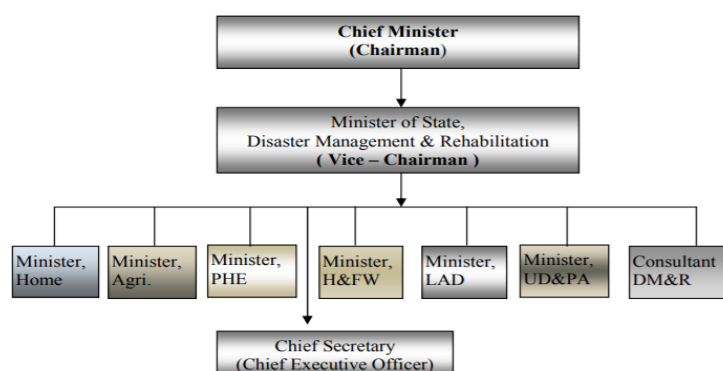 Chief Minister
(Chairman)
Minister of State,
Disaster Management & Rehabilitation
( Vice – Chairman )
Minister,
Home
Minister,
Agri.
Minister,
PHE
Minister,
H&FW
Minister,
LAD
Minister,
UD&PA
Consultant
DM&R
Chief Secretary
(Chief Executive Officer)